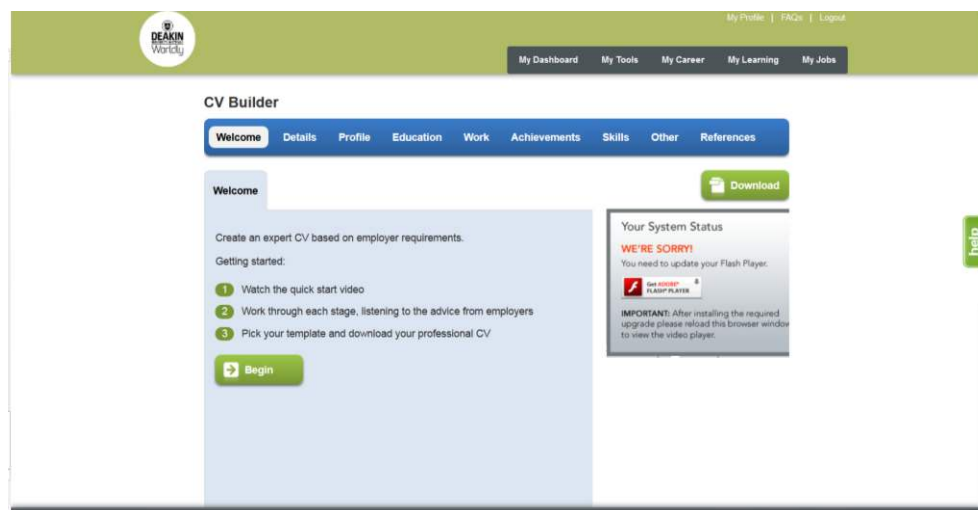 My Profile | FAQs | Logout
DEAKIN
Worldly
My Dashboard My Tools My Career My Learning My Jobs
CV Builder
Welcome Details Profile Education Work Achievements Skills Other References
Welcome
Download
Create an expert CV based on employer requirements.
Getting started:
1 Watch the quick start video
2 Work through each stage, listening to the advice from employers
3 Pick your template and download your professional CV
Begin
Your System Status
WE'RE SORRY!
You need to update your Flash Player.
Get ADOBE®
FLASH® PLAYER
IMPORTANT: After installing the required
upgrade please reload this browser window
to view the video player.
help